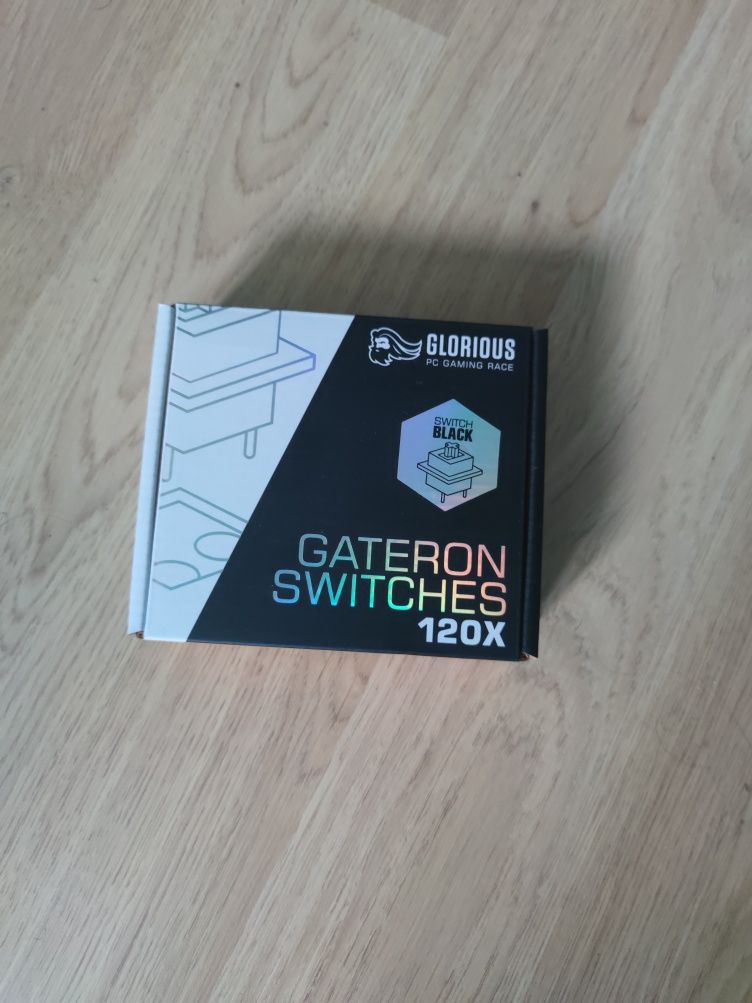 GLORIOUS
PC GAMING RACE
SWITCH
BLACK
GATERON
SWITCHES
120X